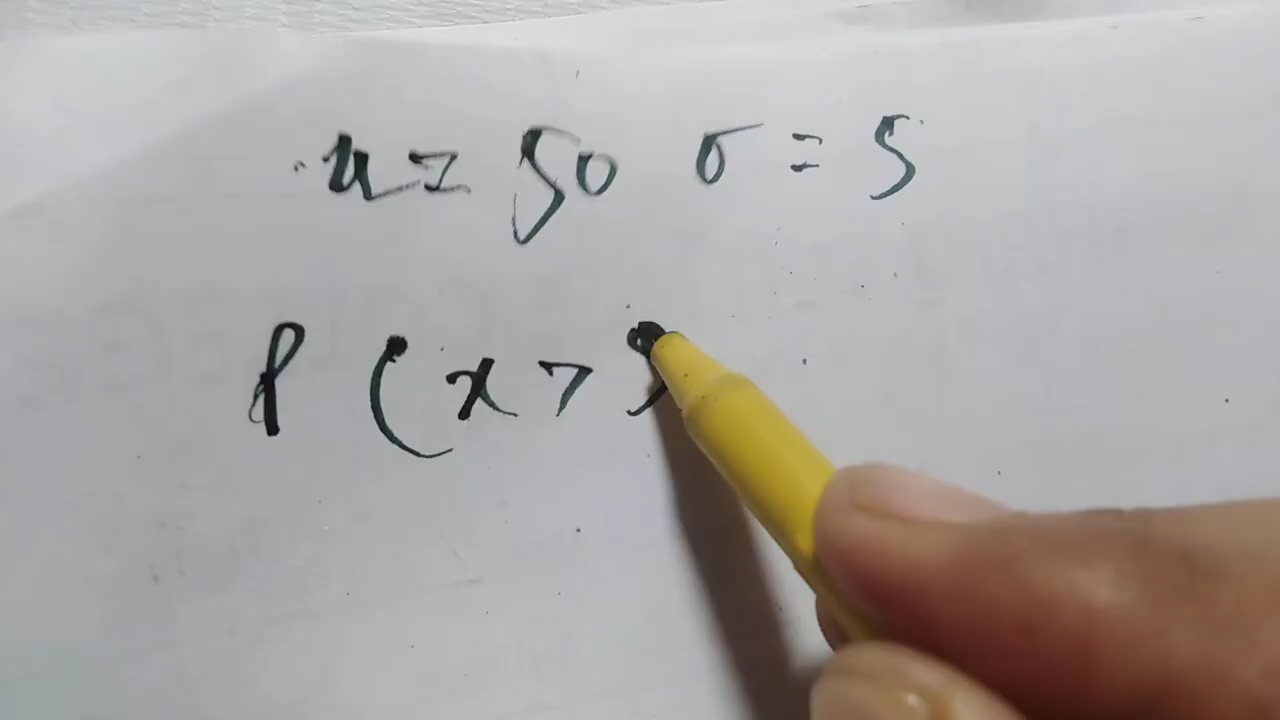 μ = 50 σ = 5
P (x >